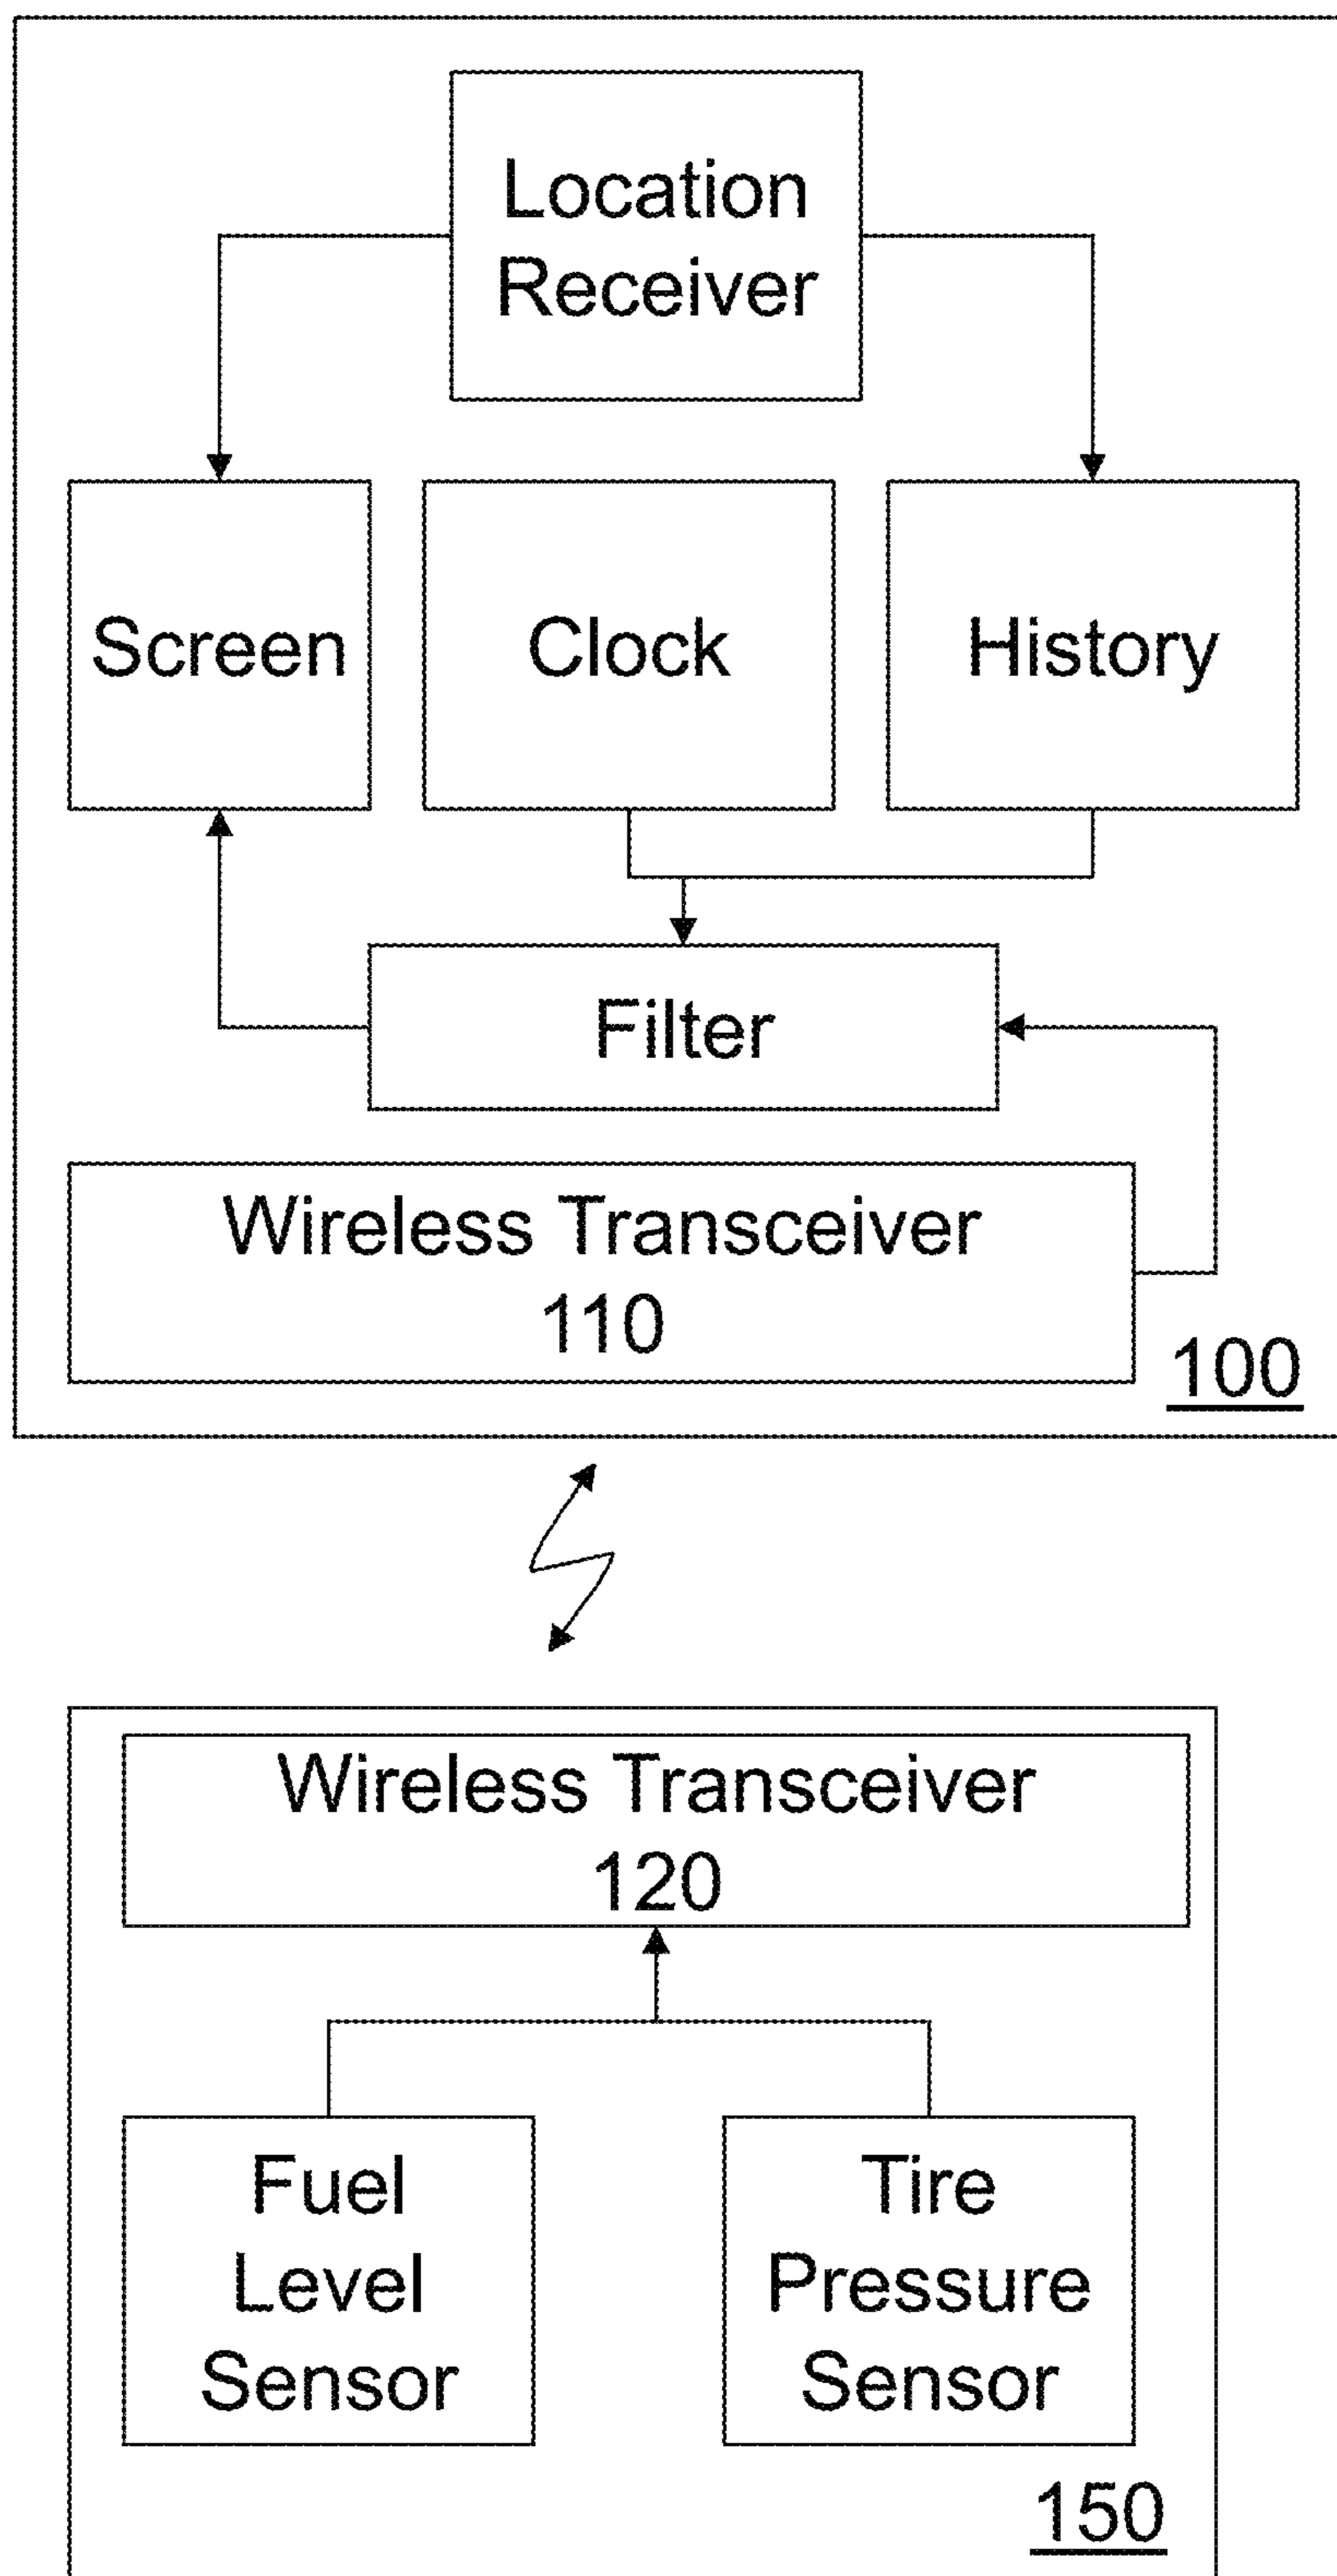 Location
Receiver
Screen
Clock
History
Filter
Wireless Transceiver
110
100
Wireless Transceiver
120
Fuel
Level
Sensor
Tire
Pressure
Sensor
150